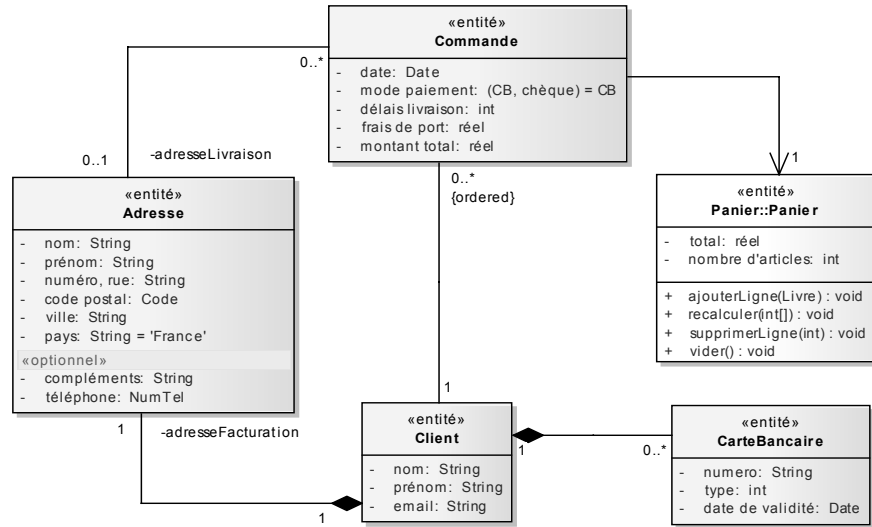 «entité»
Commande
- date: Date
- mode paiement: (CB, chèque) = CB
- délais livraison: int
- frais de port: réel
- montant total: réel
0..*
0..1
-adresseLivraison
0..*
{ordered}
1
«entité»
Adresse
- nom: String
- prénom: String
- numéro, rue: String
- code postal: Code
- ville: String
- pays: String = 'France'
«optionnel»
- compléments: String
- téléphone: NumTel
«entité»
Panier::Panier
- total: réel
- nombre d'articles: int
+ ajouterLigne(Livre) : void
+ recalculer(int[]) : void
+ supprimerLigne(int) : void
+ vider() : void
1
1
-adresseFacturation
1
«entité»
Client
- nom: String
- prénom: String
- email: String
1
0..*
«entité»
CarteBancaire
- numero: String
- type: int
- date de validité: Date